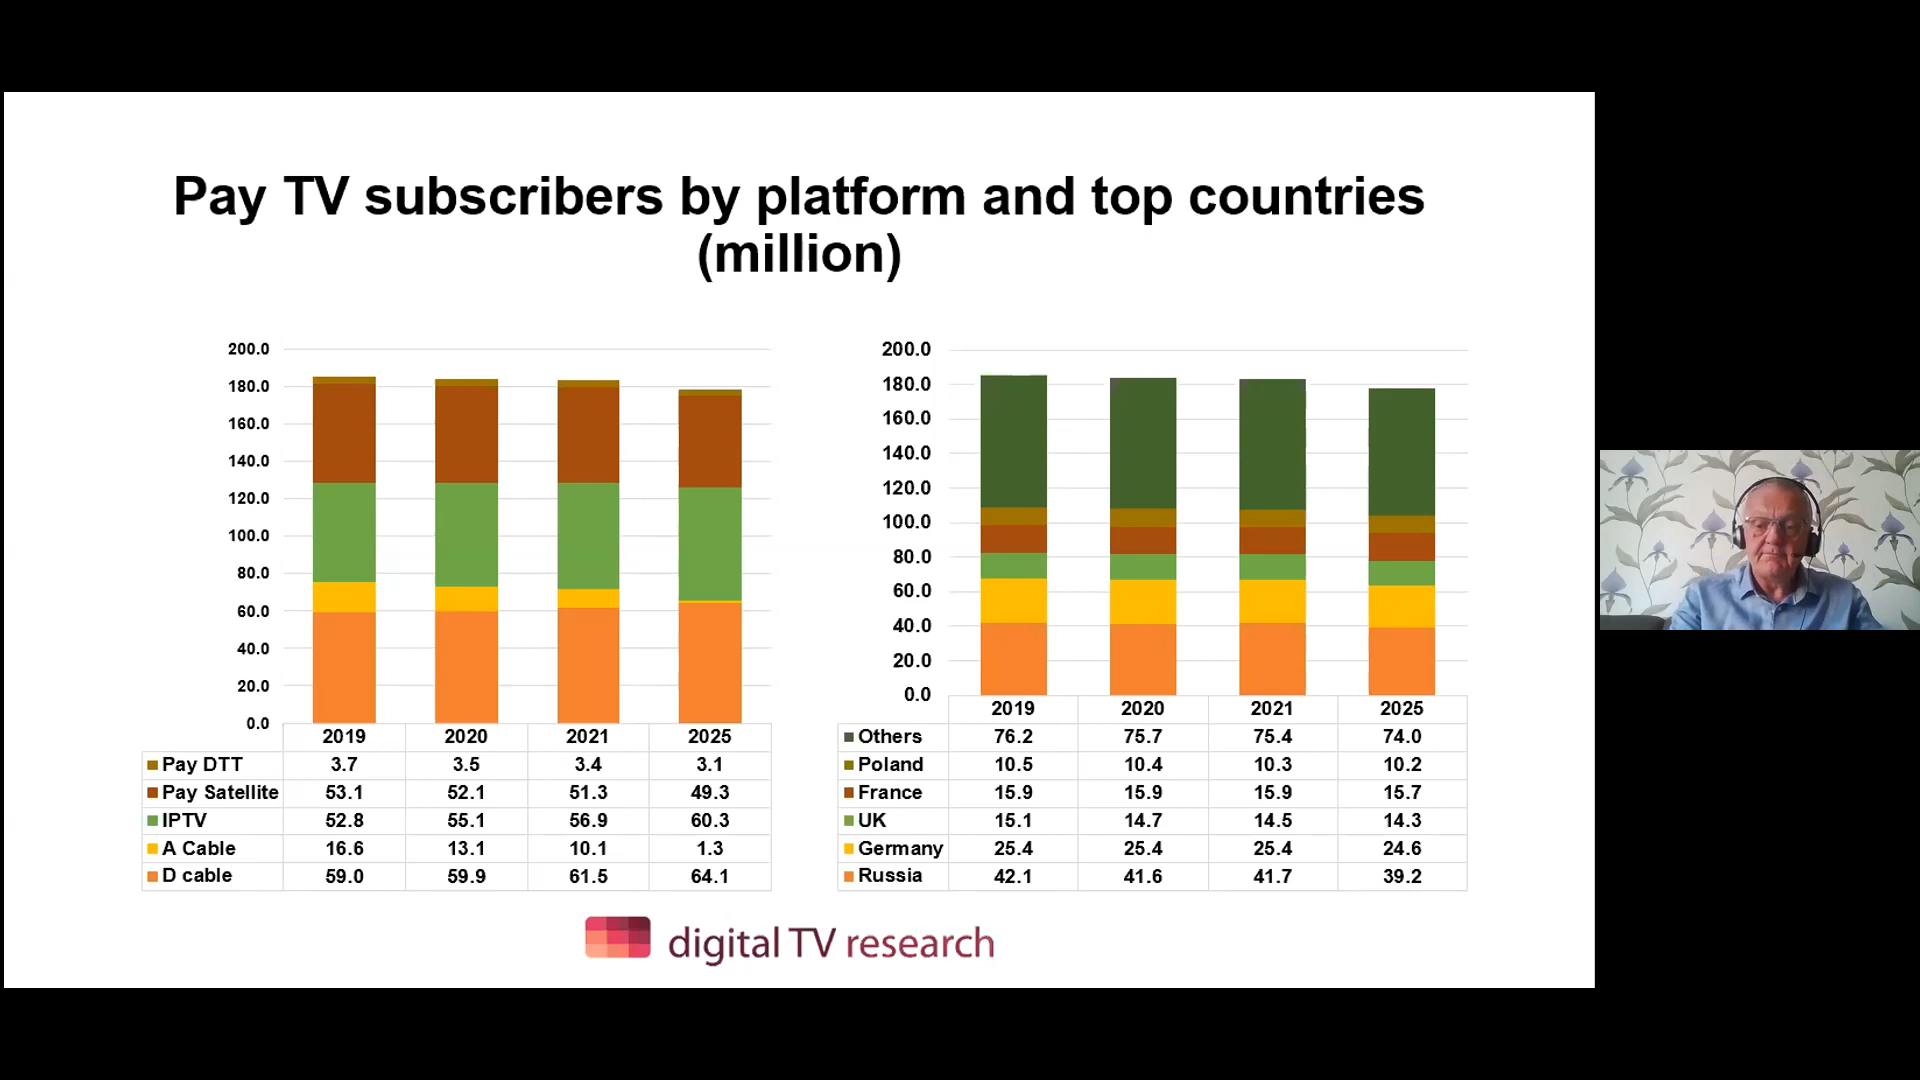 Pay TV subscribers by platform and top countries
(million)
200.0
180.0
160.0
140.0
120.0
100.0
80.0
60.0
40.0
20.0
0.0
2019 2020 2021 2025
Pay DTT 3.7 3.5 3.4 3.1
Pay Satellite 53.1 52.1 51.3 49.3
IPTV 52.8 55.1 56.9 60.3
A Cable 16.6 13.1 10.1 1.3
D cable 59.0 59.9 61.5 64.1
200.0
180.0
160.0
140.0
120.0
100.0
80.0
60.0
40.0
20.0
0.0
2019 2020 2021 2025
Others 76.2 75.7 75.4 74.0
Poland 10.5 10.4 10.3 10.2
France 15.9 15.9 15.9 15.7
UK 15.1 14.7 14.5 14.3
Germany 25.4 25.4 25.4 24.6
Russia 42.1 41.6 41.7 39.2
digital TV research